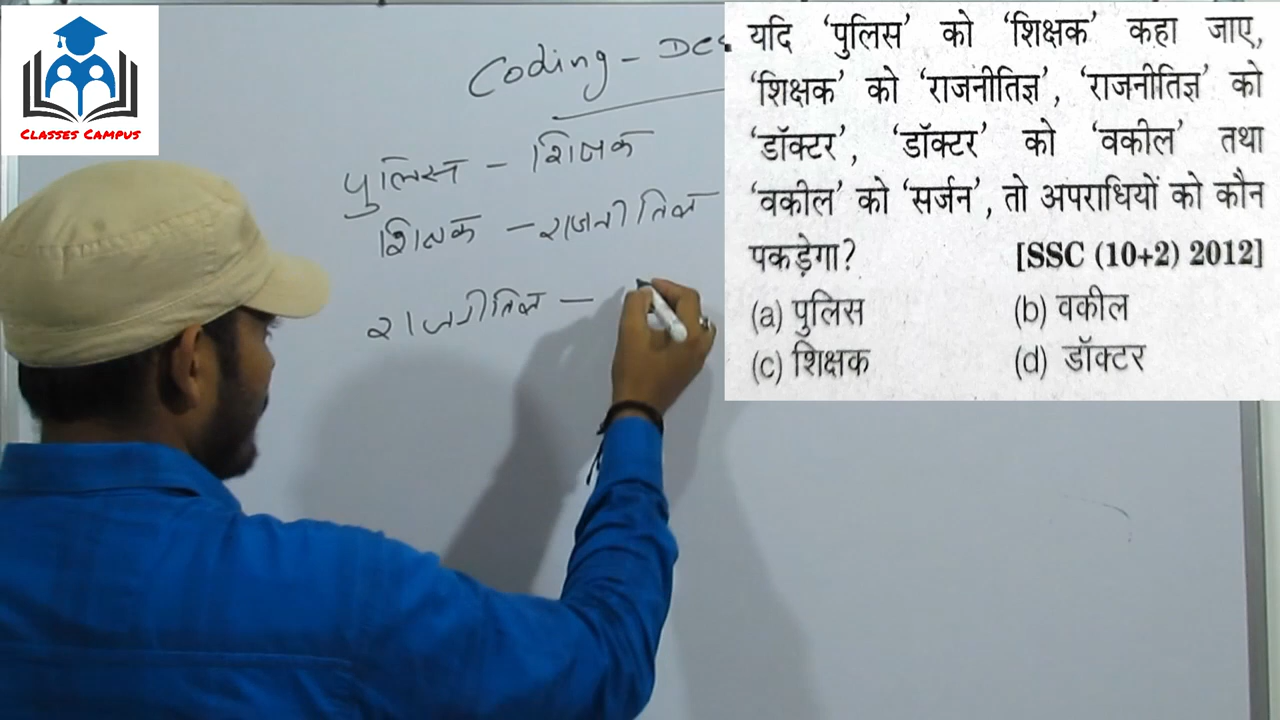 CLASSES CAMPUS
Coding - DC
पुलिस - शिक्षक
शिक्षक - राजनीतिज्ञ
राजनीतिज्ञ -
यदि 'पुलिस' को 'शिक्षक' कहा जाए,
'शिक्षक' को 'राजनीतिज्ञ', 'राजनीतिज्ञ' को
'डॉक्टर', 'डॉक्टर' को 'वकील' तथा
'वकील' को 'सर्जन', तो अपराधियों को कौन
पकड़ेगा? [SSC (10+2) 2012]
(a) पुलिस (b) वकील
(c) शिक्षक (d) डॉक्टर